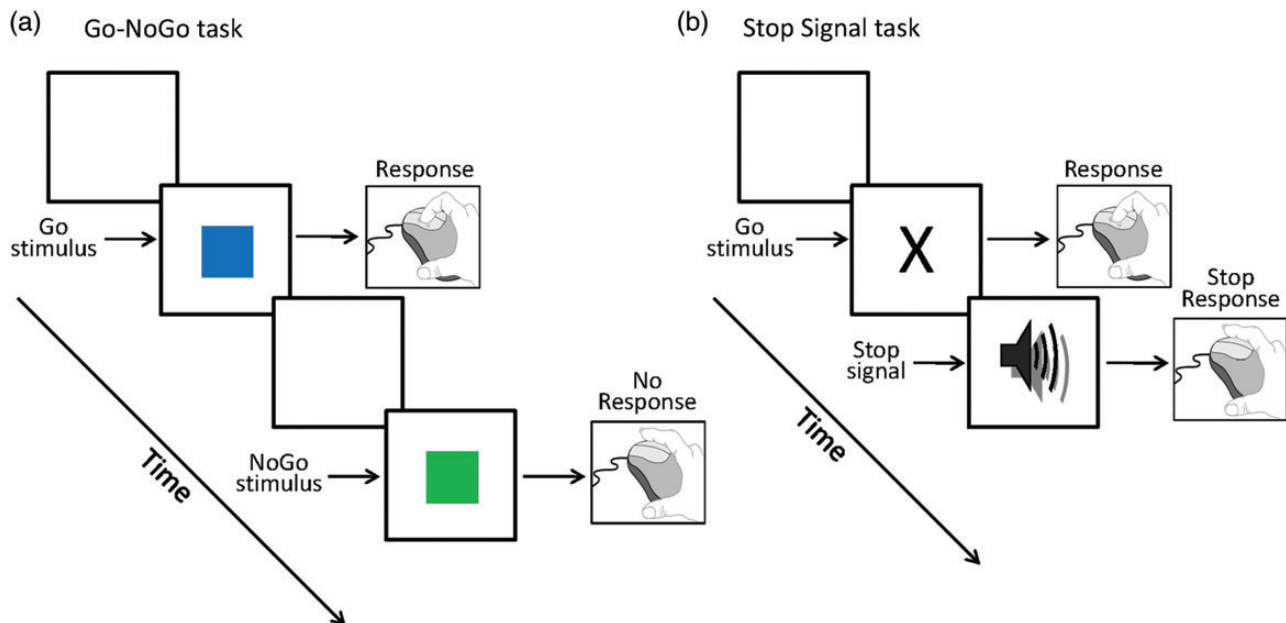 (a) Go-NoGo task
Response
Go
stimulus
No
Response
NoGo
stimulus
Time
(b) Stop Signal task
Response
Go
stimulus
X
Stop
Response
Stop
signal
Time